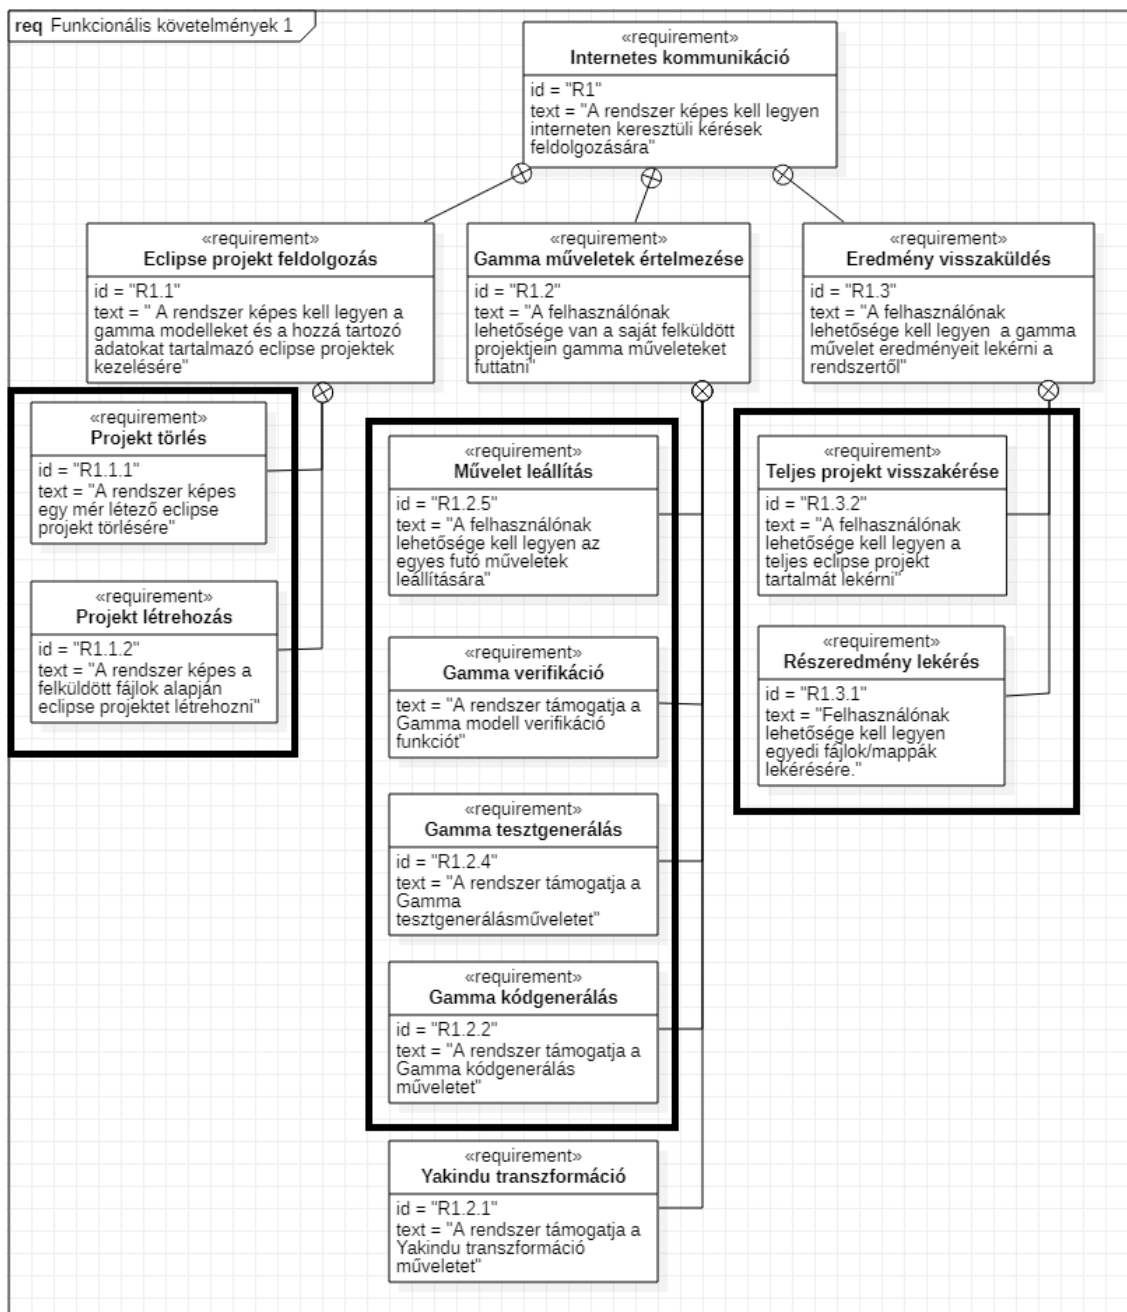 req Funkcionális követelmények 1
«requirement»
Internetes kommunikáció
id = "R1"
text = "A rendszer képes kell legyen
interneten keresztüli kérések
feldolgozására"
«requirement»
Eclipse projekt feldolgozás
id = "R1.1"
text = " A rendszer képes kell legyen a
gamma modelleket és a hozzá tartozó
adatokat tartalmazó eclipse projektek
kezelésére"
«requirement»
Gamma műveletek értelmezése
id = "R1.2"
text = "A felhasználónak
lehetősége van a saját felküldött
projektjein gamma műveleteket
futtatni"
«requirement»
Eredmény visszaküldés
id = "R1.3"
text = "A felhasználónak
lehetősége kell legyen  a gamma
művelet eredményeit lekérni a
rendszertől"
«requirement»
Projekt törlés
id = "R1.1.1"
text = "A rendszer képes
egy mér létező eclipse
projekt törlésére"
«requirement»
Projekt létrehozás
id = "R1.1.2"
text = "A rendszer képes a
felküldött fájlok alapján
eclipse projektet létrehozni"
«requirement»
Művelet leállítás
id = "R1.2.5"
text = "A felhasználónak
lehetősége kell legyen az
egyes futó műveletek
leállítására"
«requirement»
Gamma verifikáció
text = "A rendszer támogatja a
Gamma modell verifikáció
funkciót"
«requirement»
Gamma tesztgenerálás
id = "R1.2.4"
text = "A rendszer támogatja a
Gamma
tesztgenerálásműveletet"
«requirement»
Gamma kódgenerálás
id = "R1.2.2"
text = "A rendszer támogatja a
Gamma kódgenerálás
műveletet"
«requirement»
Yakindu transzformáció
id = "R1.2.1"
text = "A rendszer támogatja a
Yakindu transzformáció
műveletet"
«requirement»
Teljes projekt visszakérése
id = "R1.3.2"
text = "A felhasználónak
lehetősége kell legyen a
teljes eclipse projekt
tartalmát lekérni"
«requirement»
Részeredmény lekérés
id = "R1.3.1"
text = "Felhasználónak
lehetősége kell legyen
egyedi fájlok/mappák
lekérésére."